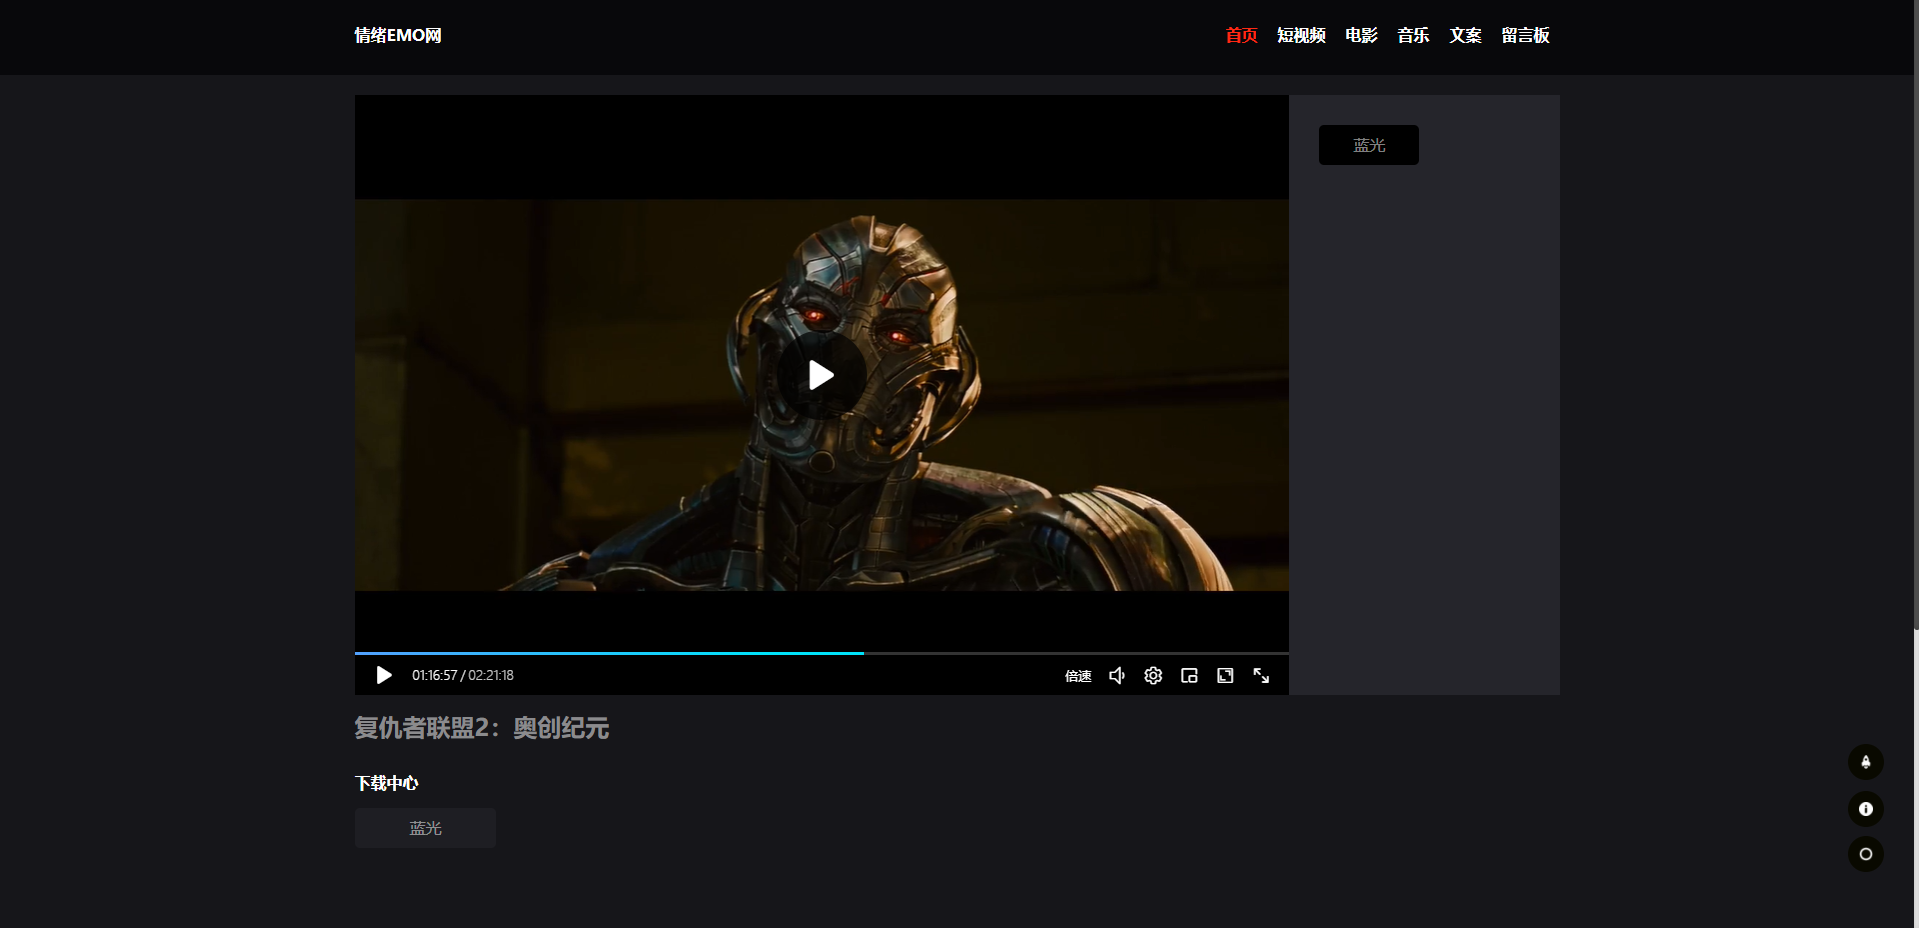 情绪EMO网
首页 短视频 电影 音乐 文案 留言板
蓝光
01:16:57 / 02:21:18
倍速
复仇者联盟2：奥创纪元
下载中心
蓝光